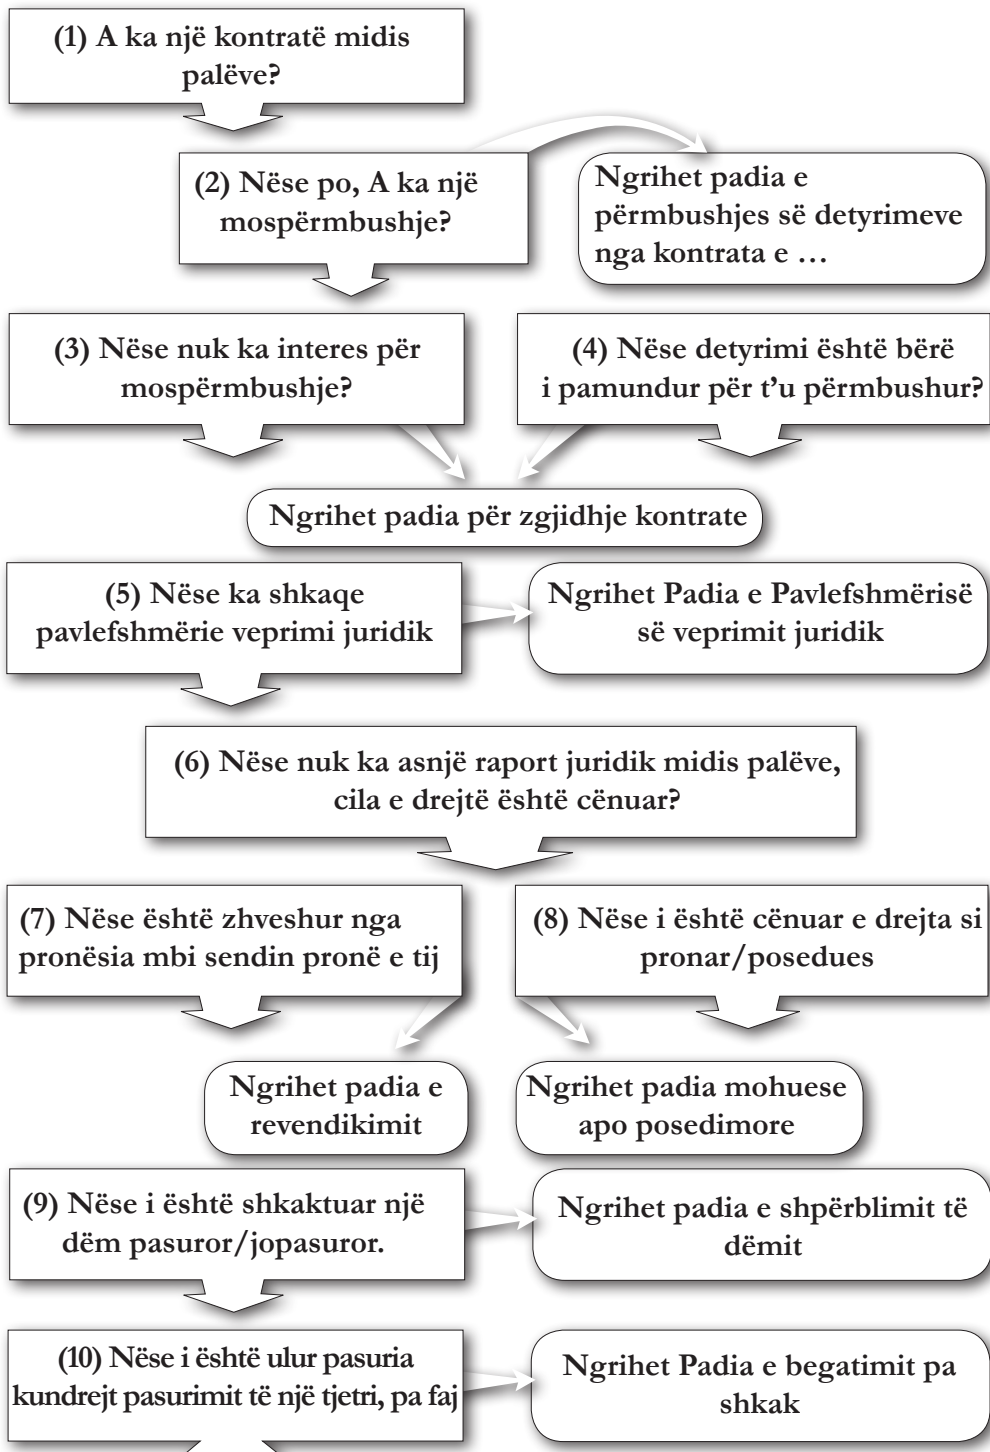 (1) A ka një kontratë midis
palëve?
(2) Nëse po, A ka një
mospërmbushje?
Ngrihet padia e
përmbushjes së detyrimeve
nga kontrata e …
(3) Nëse nuk ka interes për
mospërmbushje?
(4) Nëse detyrimi është bërë
i pamundur për t’u përmbushur?
Ngrihet padia për zgjidhje kontrate
(5) Nëse ka shkaqe
pavlefshmërie veprimi juridik
Ngrihet Padia e Pavlefshmërisë
së veprimit juridik
(6) Nëse nuk ka asnjë raport juridik midis palëve,
cila e drejtë është cënuar?
(7) Nëse është zhveshur nga
pronësia mbi sendin pronë e tij
(8) Nëse i është cënuar e drejta si
pronar/posedues
Ngrihet padia e
revendikimit
Ngrihet padia mohuese
apo posedimore
(9) Nëse i është shkaktuar një
dëm pasuror/jopasuror.
Ngrihet padia e shpërblimit të
dëmit
(10) Nëse i është ulur pasuria
kundrejt pasurimit të një tjetri, pa faj
Ngrihet Padia e begatimit pa
shkak